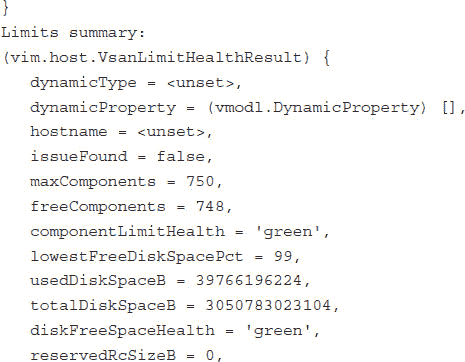 }
Limits summary:
(vim.host.VsanLimitHealthResult) {
dynamicType = <unset>,
dynamicProperty = (vmodl.DynamicProperty) [],
hostname = <unset>,
issueFound = false,
maxComponents = 750,
freeComponents = 748,
componentLimitHealth = 'green',
lowestFreeDiskSpacePct = 99,
usedDiskSpaceB = 39766196224,
totalDiskSpaceB = 3050783023104,
diskFreeSpaceHealth = 'green',
reservedRcSizeB = 0,